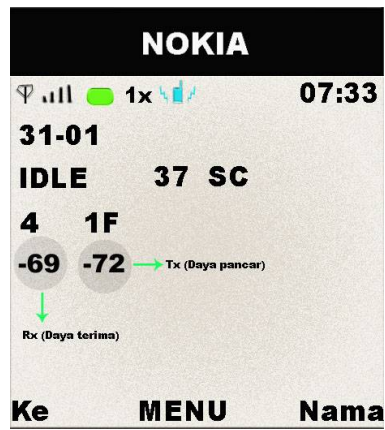 NOKIA
1x 07:33
31-01
IDLE 37 SC
4 1F
-69 -72 Tx (Daya pancar)
Rx (Daya terima)
Ke MENU Nama